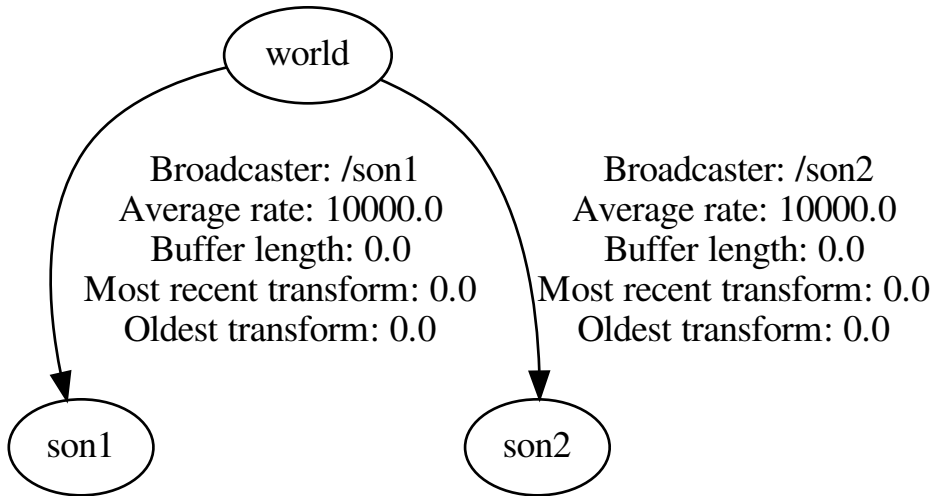 world
Broadcaster: /son1
Average rate: 10000.0
Buffer length: 0.0
Most recent transform: 0.0
Oldest transform: 0.0
Broadcaster: /son2
Average rate: 10000.0
Buffer length: 0.0
Most recent transform: 0.0
Oldest transform: 0.0
son1
son2